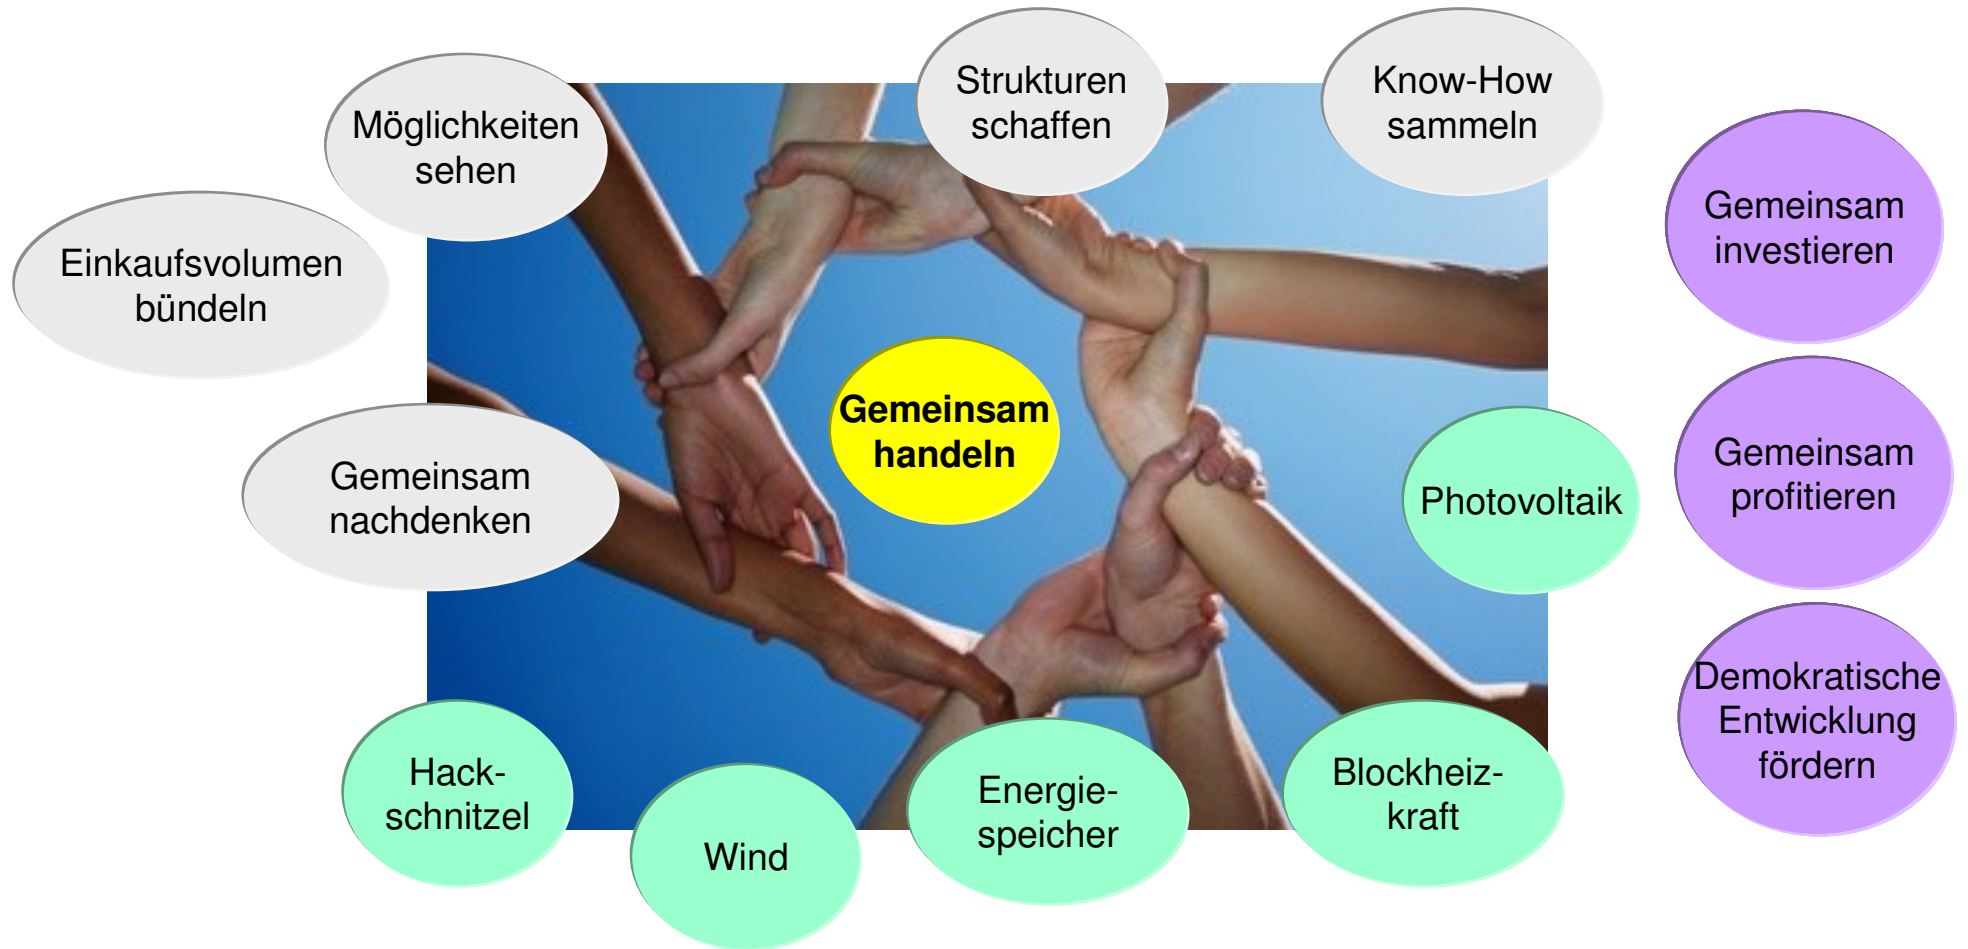 Strukturen
schaffen
Know-How
sammeln
Möglichkeiten
sehen
Gemeinsam
investieren
Einkaufsvolumen
bündeln
Gemeinsam
handeln
Gemeinsam
profitieren
Gemeinsam
nachdenken
Photovoltaik
Demokratische
Entwicklung
fördern
Hack-
schnitzel
Wind
Energie-
speicher
Blockheiz-
kraft